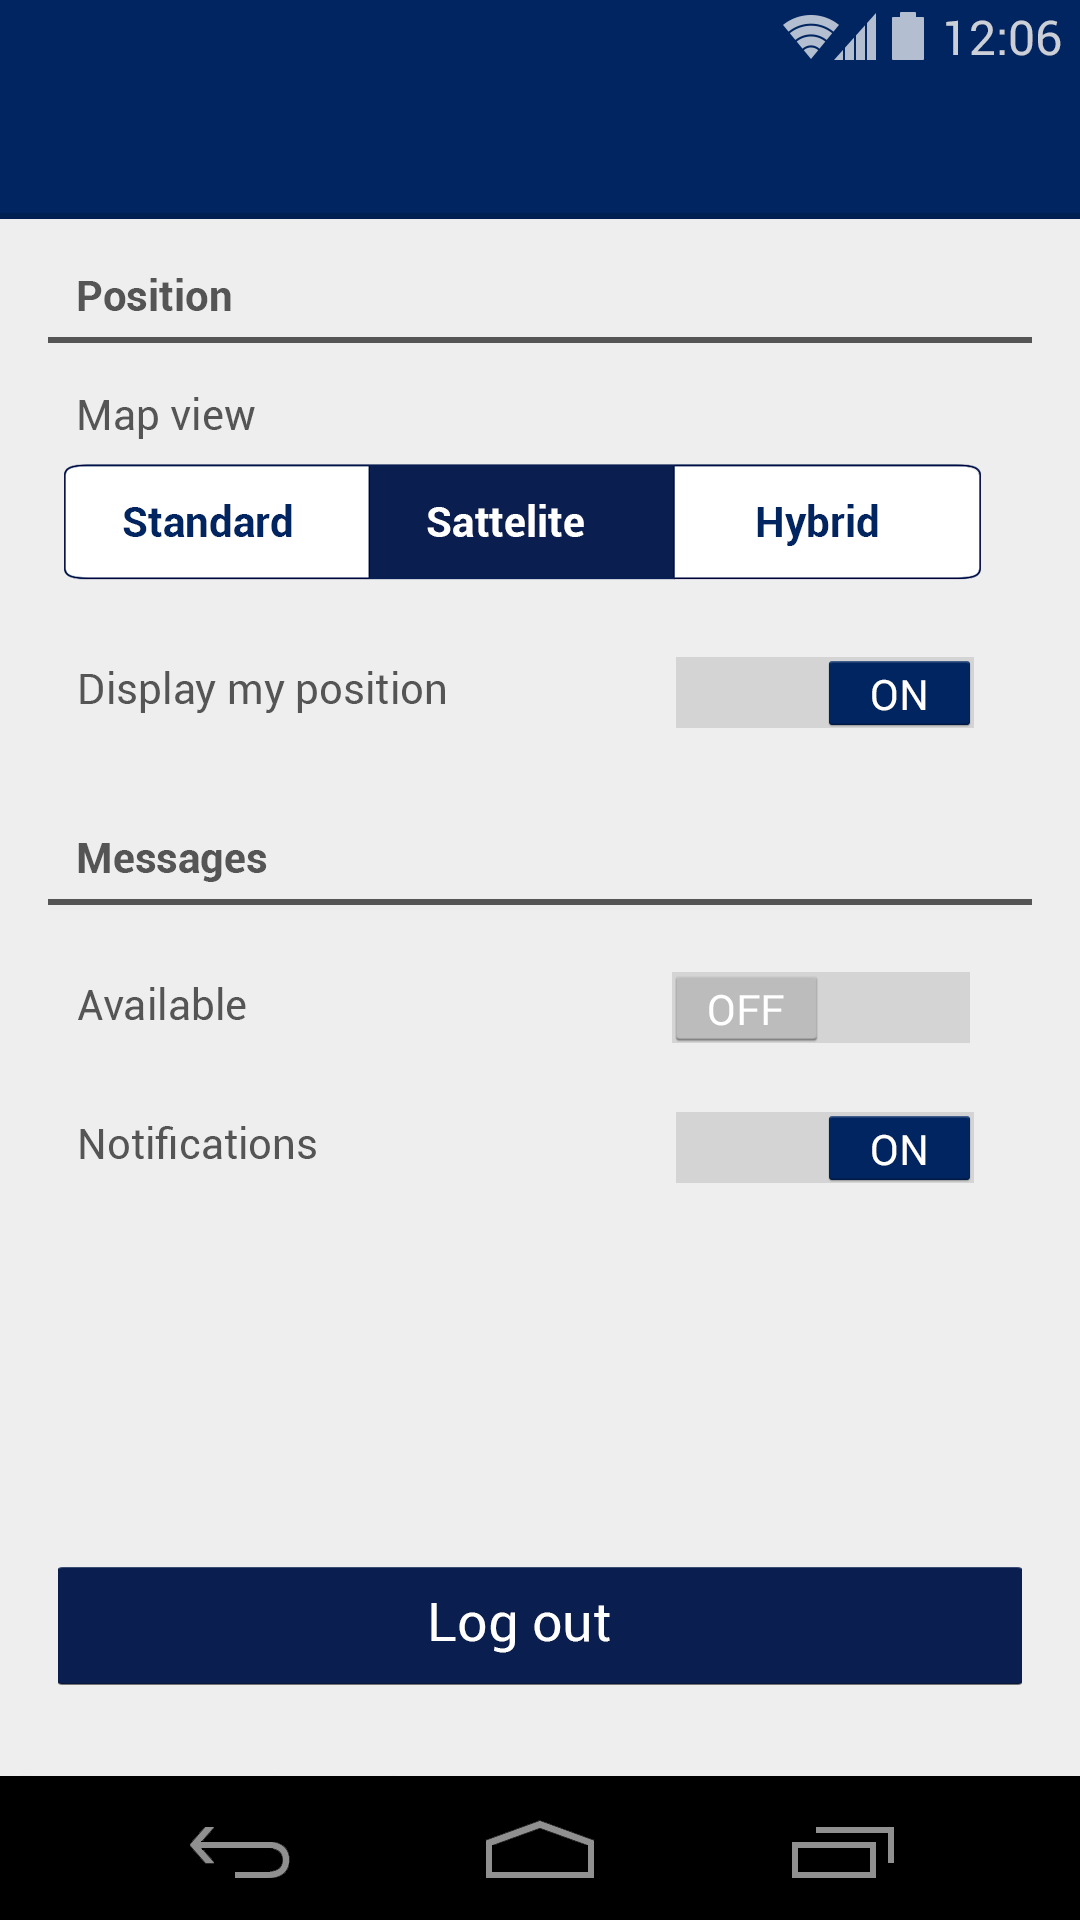 12:06
Position
Map view
Standard Sattelite Hybrid
Display my position ON
Messages
Available OFF
Notifications ON
Log out